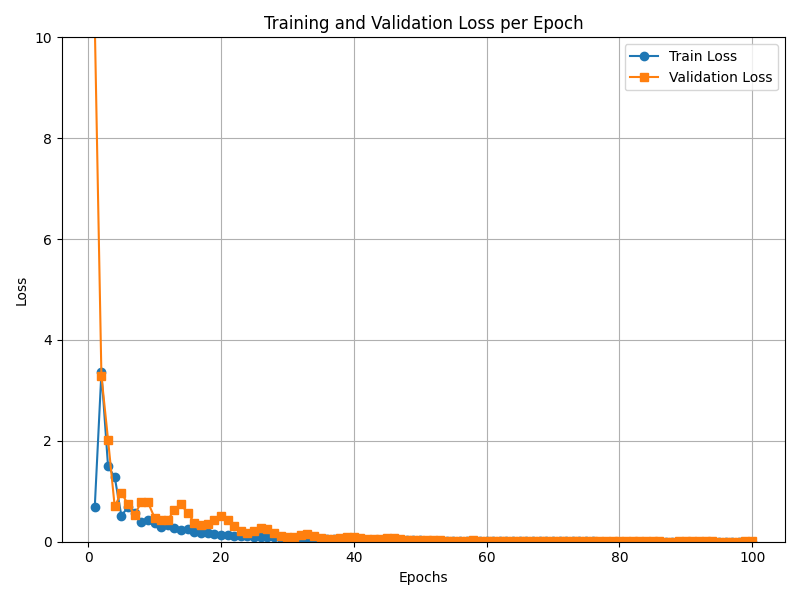 Training and Validation Loss per Epoch
Train Loss
Validation Loss
Loss
10
8
6
4
2
0
0 20 40 60 80 100
Epochs